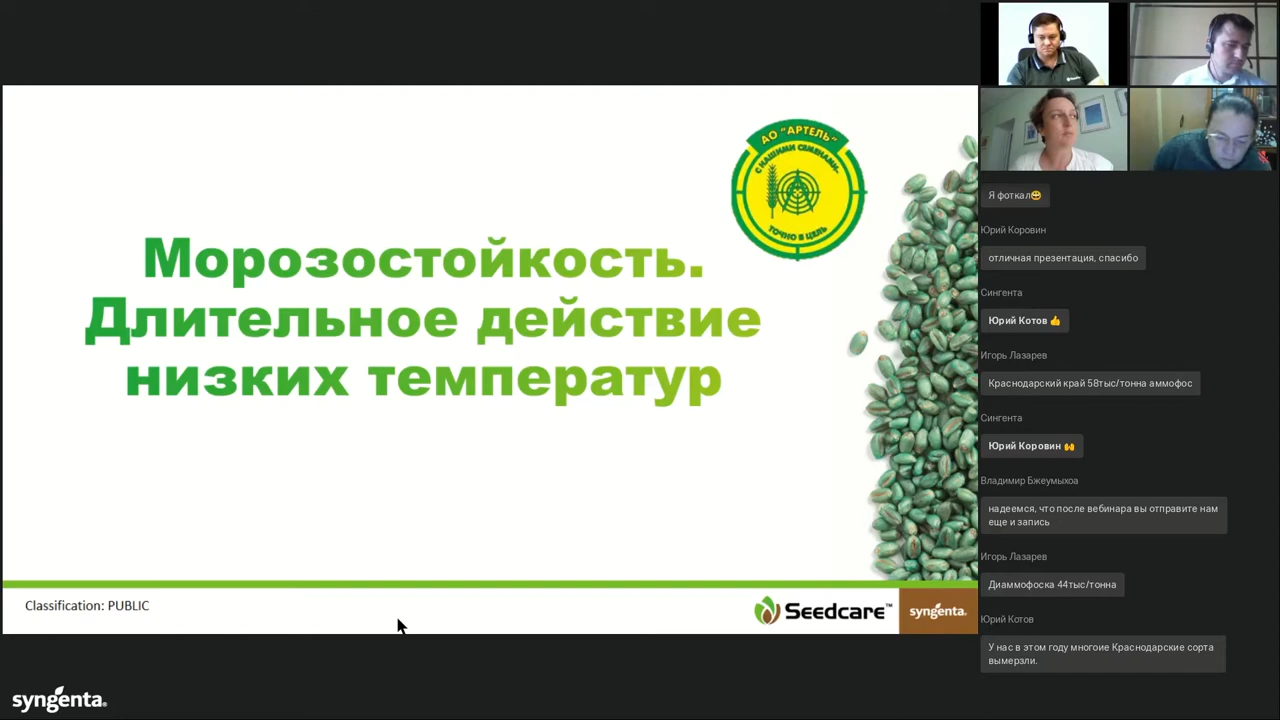 АО "АРТЕЛЬ"
С НАШИМИ СЕМЕНАМИ-
ТОЧНО В ЦЕЛЬ
Морозостойкость.
Длительное действие
низких температур
Classification: PUBLIC
Seedcare™
syngenta.
syngenta®
Я фоткал😁
Юрий Коровин
отличная презентация, спасибо
Сингента
Юрий Котов 👍
Игорь Лазарев
Краснодарский край 58тыс/тонна аммофос
Сингента
Юрий Коровин 🙌
Владимир Бжеумыхоа
надеемся, что после вебинара вы отправите нам
еще и запись
Игорь Лазарев
Диаммофоска 44тыс/тонна
Юрий Котов
У нас в этом году многоие Краснодарские сорта
вымерзли.